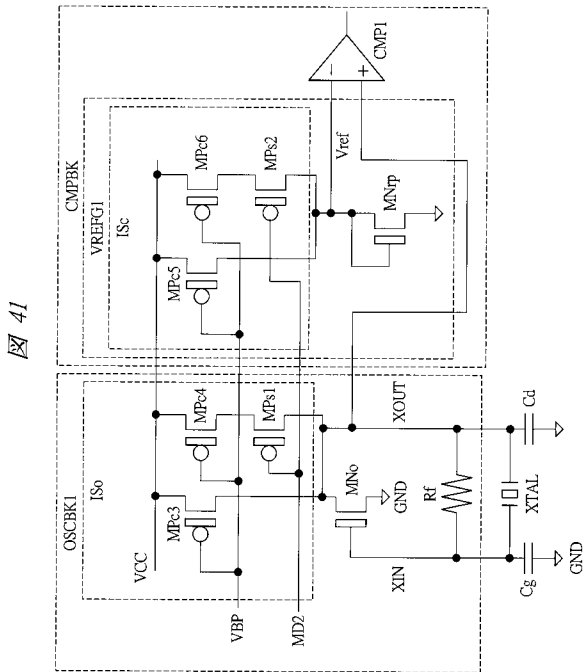 図 41
CMPBK
VREFG1
ISc
MPc6
MPc5
MPs2
Vref
CMP1
−
+
MNrp
OSCBK1
ISo
VCC
MPc4
MPc3
MPs1
VBP
MD2
MNo
GND
XIN
XOUT
Rf
Cg
XTAL
Cd
GND